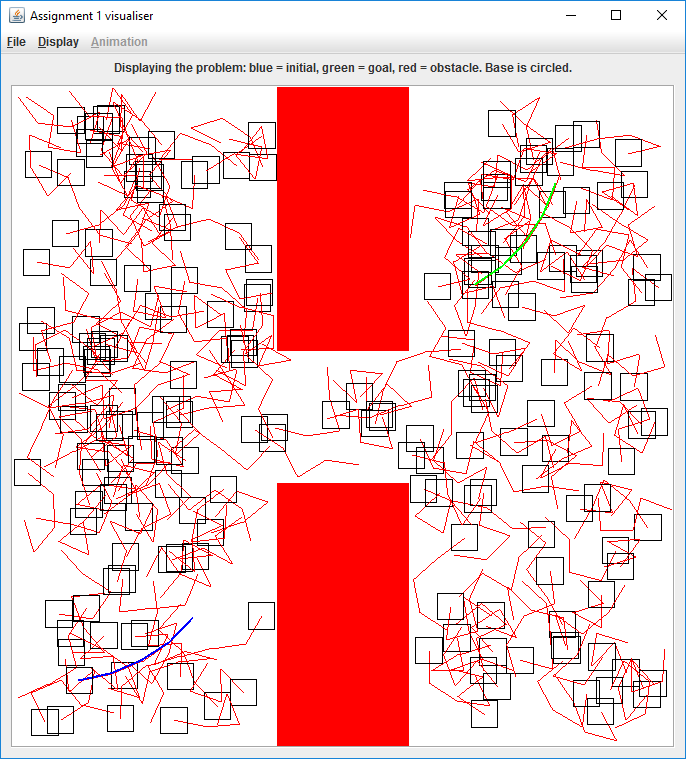 Assignment 1 visualiser
File Display Animation
Displaying the problem: blue = initial, green = goal, red = obstacle. Base is circled.